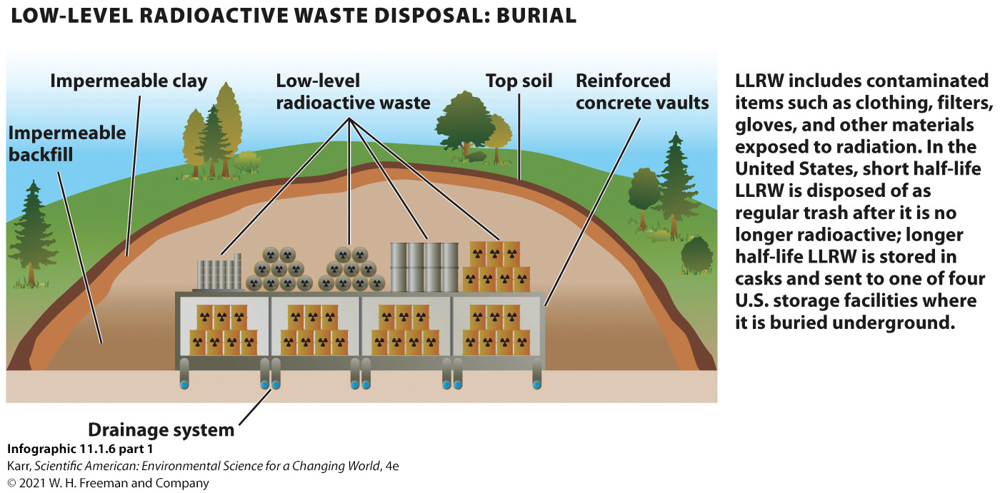 LOW-LEVEL RADIOACTIVE WASTE DISPOSAL: BURIAL
Impermeable clay
Low-level
radioactive waste
Top soil
Reinforced
concrete vaults
Impermeable
backfill
LLRW includes contaminated
items such as clothing, filters,
gloves, and other materials
exposed to radiation. In the
United States, short half-life
LLRW is disposed of as
regular trash after it is no
longer radioactive; longer
half-life LLRW is stored in
casks and sent to one of four
U.S. storage facilities where
it is buried underground.
Drainage system
Infographic 11.1.6 part 1
Karr, Scientific American: Environmental Science for a Changing World, 4e
© 2021 W. H. Freeman and Company